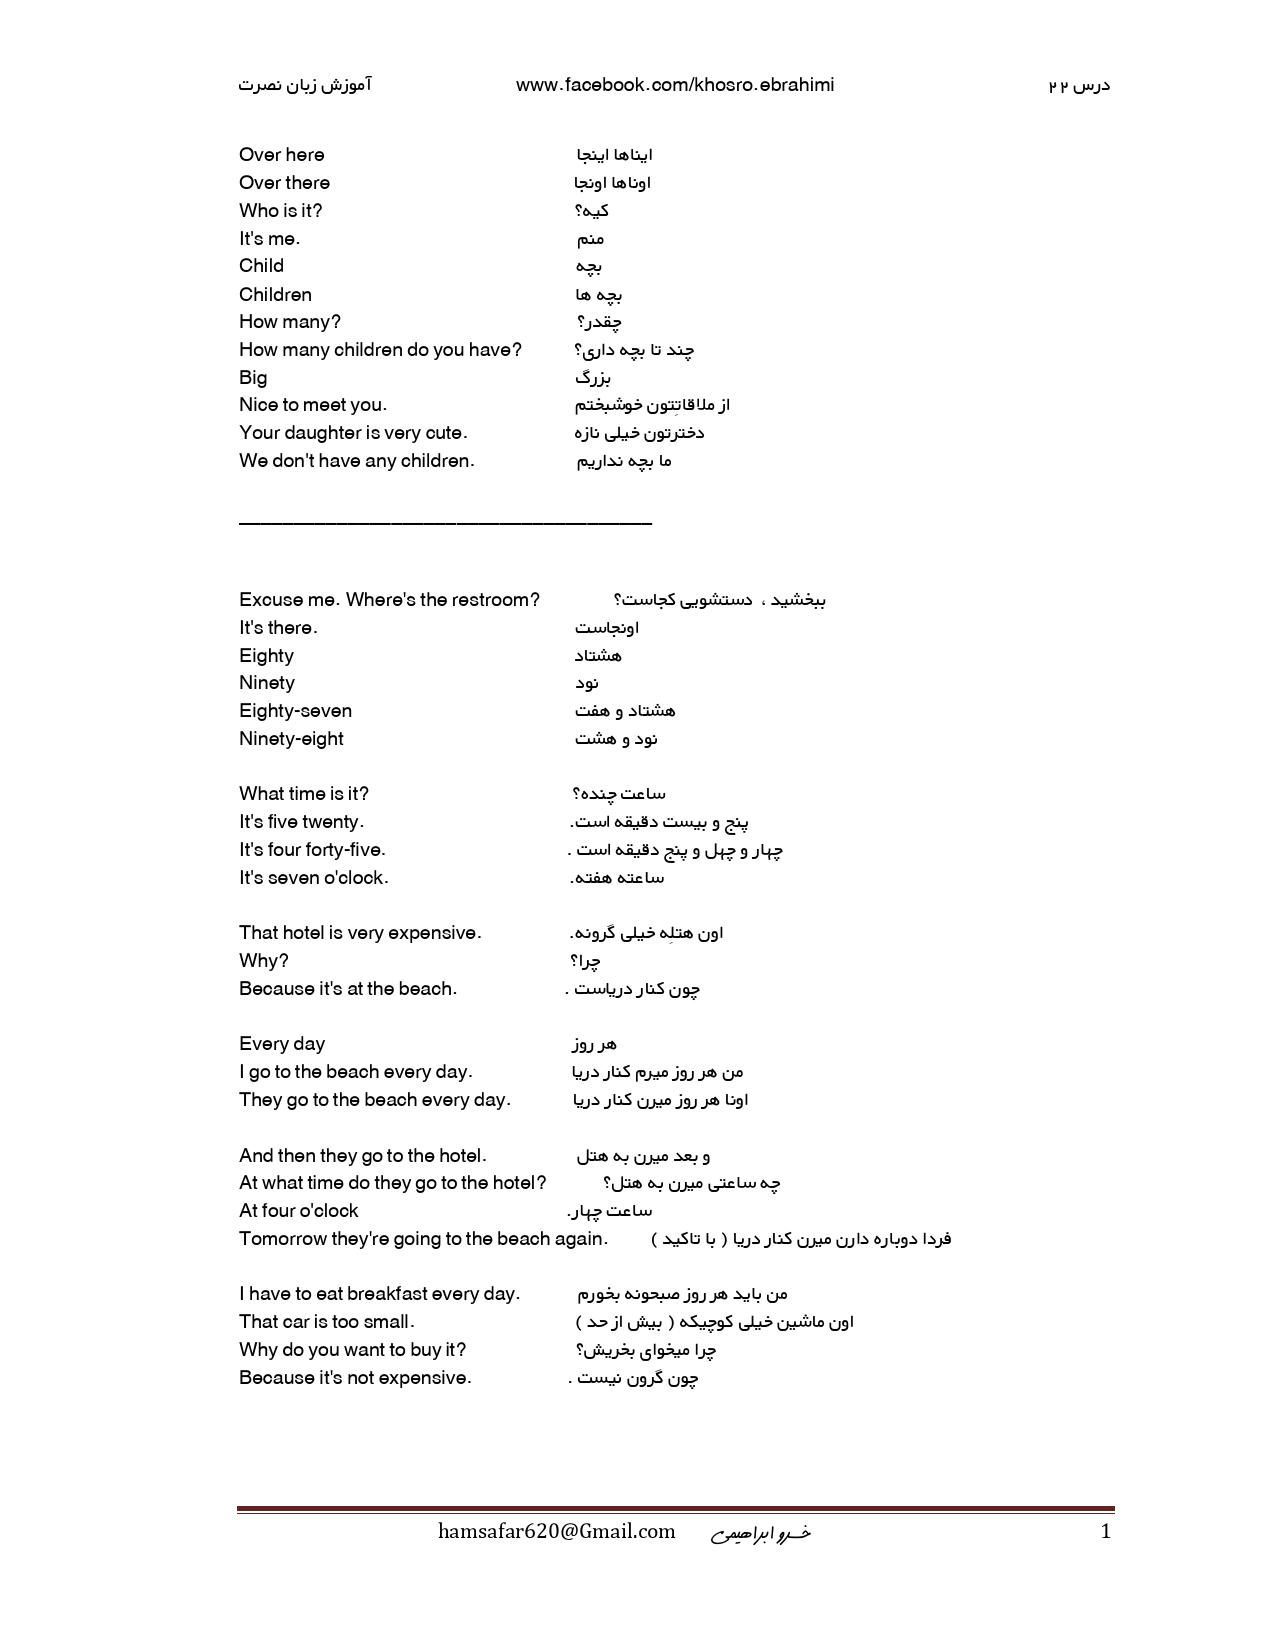 آموزش زبان نصرت www.facebook.com/khosro.ebrahimi درس ۲۲
Over here ایناها اینجا
Over there اوناها اونجا
Who is it? کیه؟
It's me. منم
Child بچه
Children بچه ها
How many? چقدر؟
How many children do you have? چند تا بچه داری؟
Big بزرگ
Nice to meet you. از ملاقاتِتون خوشبختم
Your daughter is very cute. دخترتون خیلی نازه
We don't have any children. ما بچه نداریم
______________________________________
Excuse me. Where's the restroom? ببخشید ، دستشویی کجاست؟
It's there. اونجاست
Eighty هشتاد
Ninety نود
Eighty-seven هشتاد و هفت
Ninety-eight نود و هشت
What time is it? ساعت چنده؟
It's five twenty. پنج و بیست دقیقه است.
It's four forty-five. چهار و چهل و پنج دقیقه است .
It's seven o'clock. ساعته هفته.
That hotel is very expensive. اون هتلِه خیلی گرونه.
Why? چرا؟
Because it's at the beach. چون کنار دریاست .
Every day هر روز
I go to the beach every day. من هر روز میرم کنار دریا
They go to the beach every day. اونا هر روز میرن کنار دریا
And then they go to the hotel. و بعد میرن به هتل
At what time do they go to the hotel? چه ساعتی میرن به هتل؟
At four o'clock ساعت چهار.
Tomorrow they're going to the beach again. فردا دوباره دارن میرن کنار دریا ( با تاکید )
I have to eat breakfast every day. من باید هر روز صبحونه بخورم
That car is too small. اون ماشین خیلی کوچیکه ( بیش از حد )
Why do you want to buy it? چرا میخوای بخریش؟
Because it's not expensive. چون گرون نیست .
hamsafar620@Gmail.com خسرو ابراهیمی 1